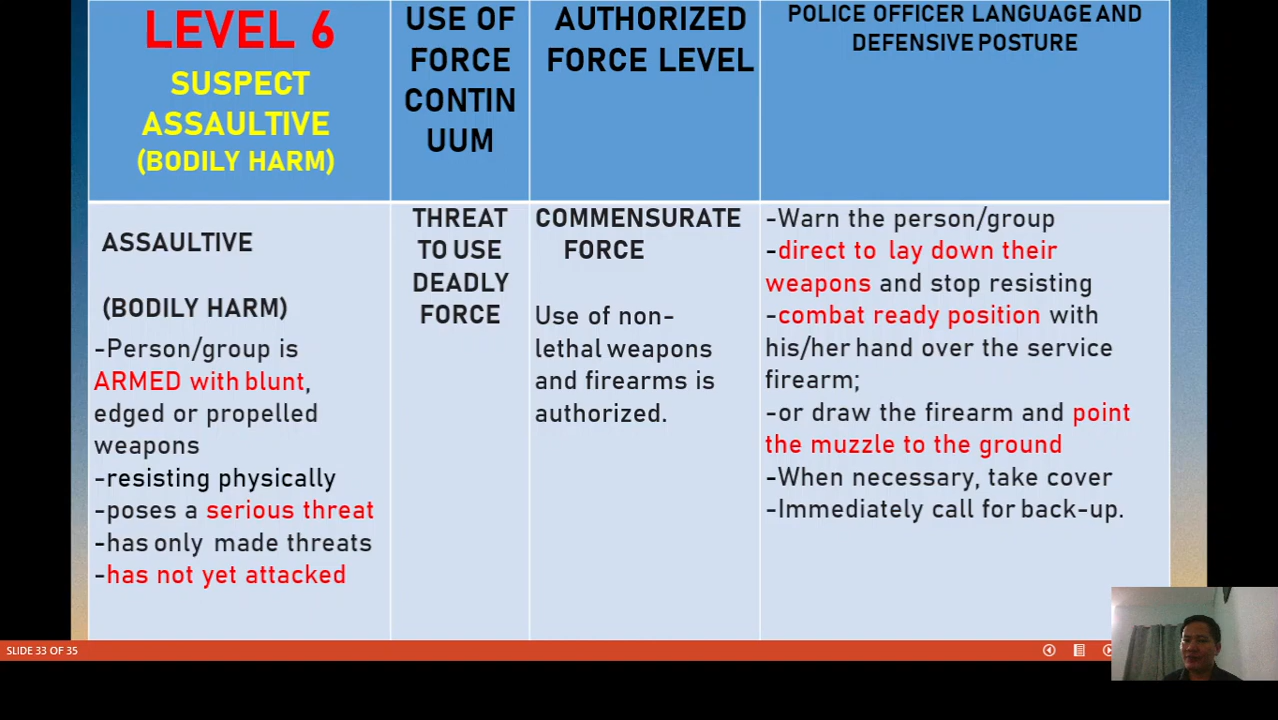 LEVEL 6
SUSPECT
ASSAULTIVE
(BODILY HARM)
USE OF
FORCE
CONTIN
UUM
AUTHORIZED
FORCE LEVEL
POLICE OFFICER LANGUAGE AND
DEFENSIVE POSTURE
ASSAULTIVE
(BODILY HARM)
-Person/group is
ARMED with blunt,
edged or propelled
weapons
-resisting physically
-poses a serious threat
-has only made threats
-has not yet attacked
THREAT
TO USE
DEADLY
FORCE
COMMENSURATE
FORCE
Use of non-
lethal weapons
and firearms is
authorized.
-Warn the person/group
-direct to lay down their
weapons and stop resisting
-combat ready position with
his/her hand over the service
firearm;
-or draw the firearm and point
the muzzle to the ground
-When necessary, take cover
-Immediately call for back-up.
SLIDE 33 OF 35